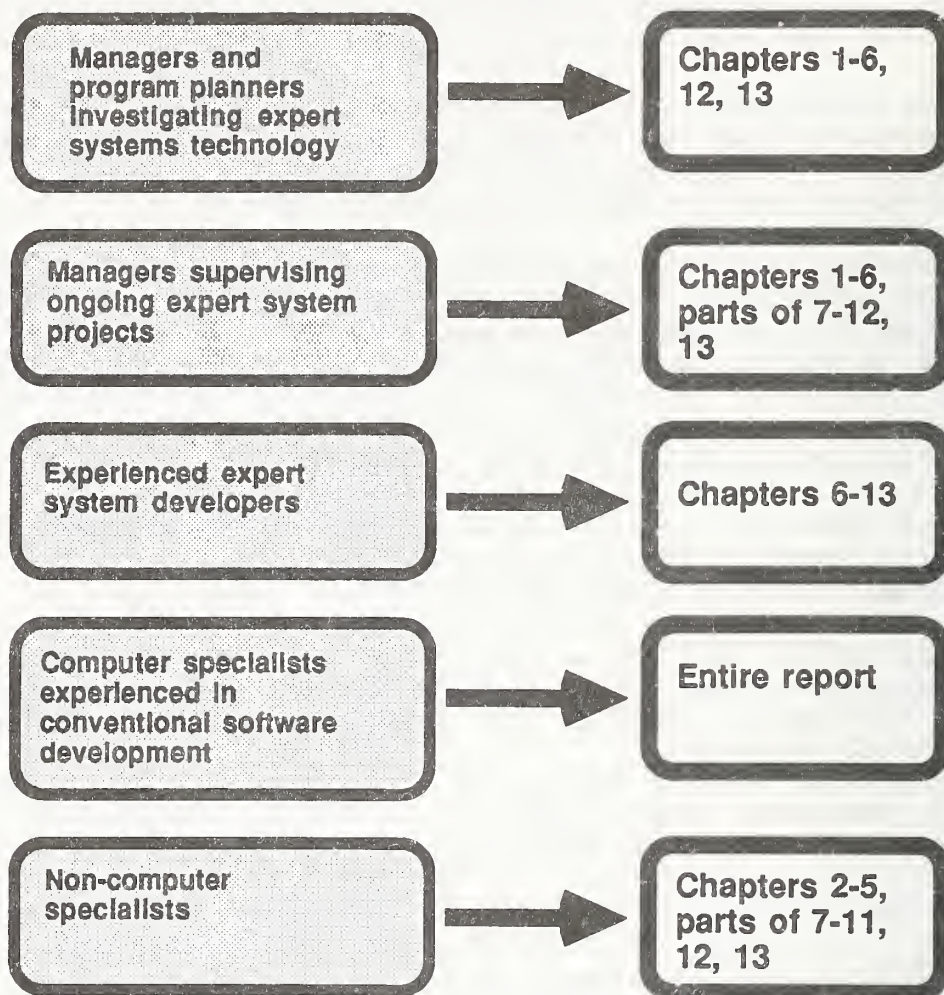 Managers and
program planners
investigating expert
systems technology
Chapters 1-6,
12, 13
Managers supervising
ongoing expert system
projects
Chapters 1-6,
parts of 7-12,
13
Experienced expert
system developers
Chapters 6-13
Computer specialists
experienced in
conventional software
development
Entire report
Non-computer
specialists
Chapters 2-5,
parts of 7-11,
12, 13